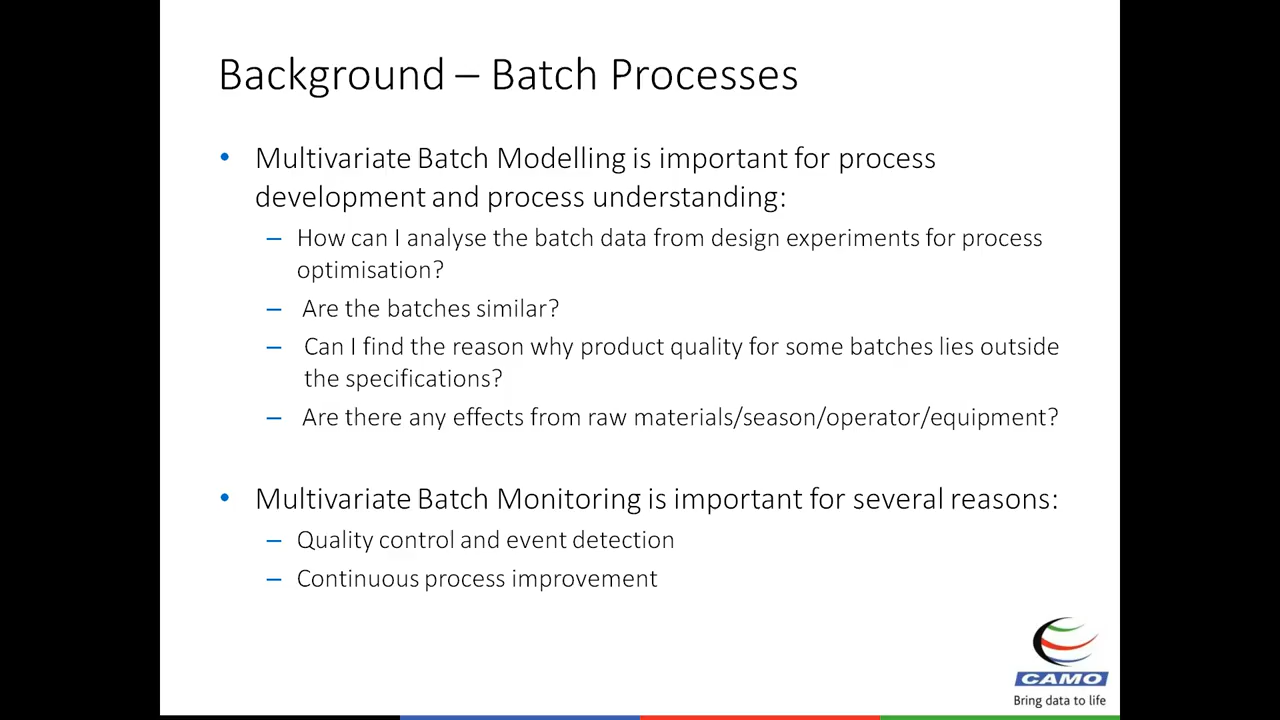 Background – Batch Processes
• Multivariate Batch Modelling is important for process
development and process understanding:
– How can I analyse the batch data from design experiments for process
optimisation?
– Are the batches similar?
– Can I find the reason why product quality for some batches lies outside
the specifications?
– Are there any effects from raw materials/season/operator/equipment?
• Multivariate Batch Monitoring is important for several reasons:
– Quality control and event detection
– Continuous process improvement
CAMO
Bring data to life